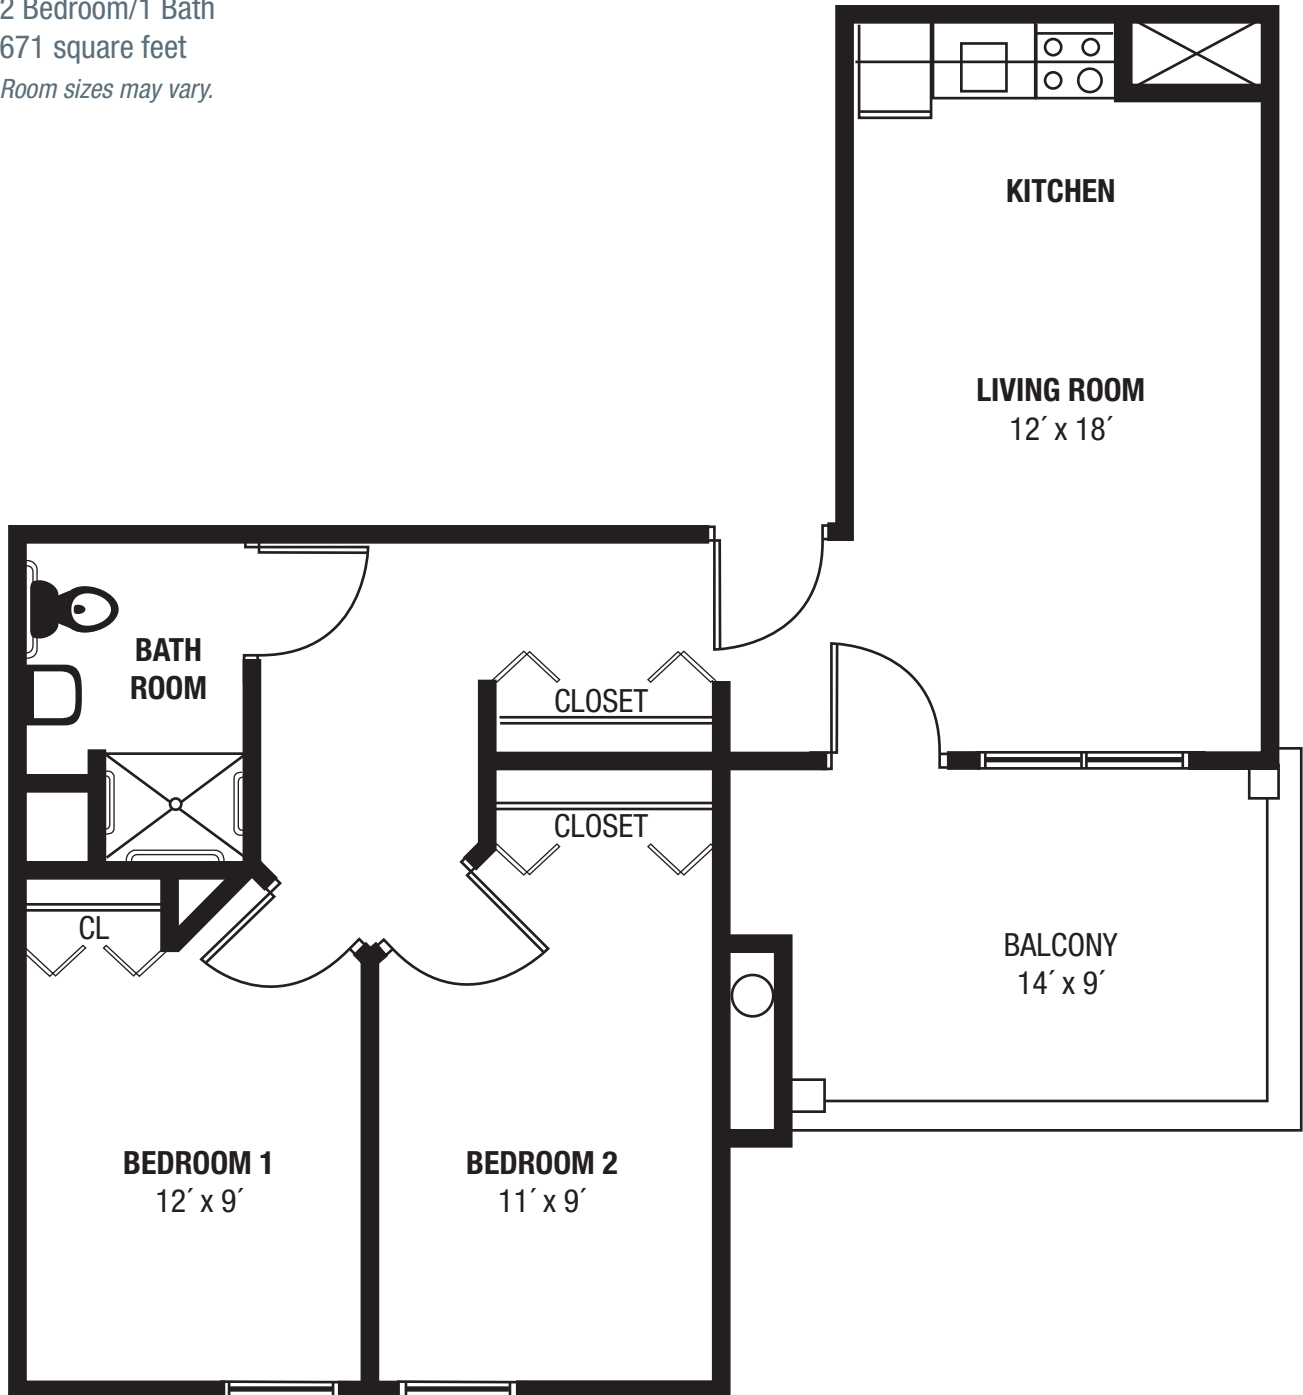 2 Bedroom/1 Bath
671 square feet
Room sizes may vary.
KITCHEN
LIVING ROOM
12´ x 18´
BATH
ROOM
CLOSET
CLOSET
CL
BALCONY
14´ x 9´
BEDROOM 1
12´ x 9´
BEDROOM 2
11´ x 9´